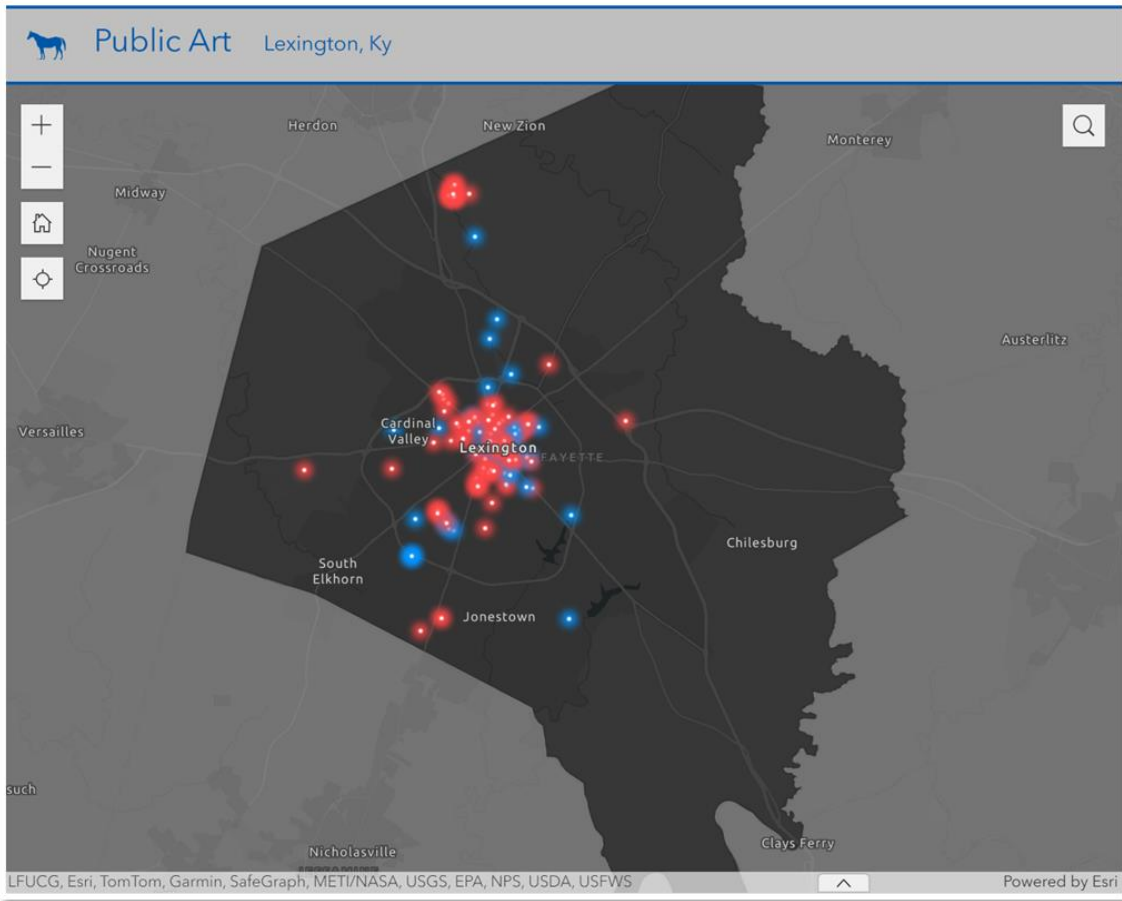 Public Art Lexington, Ky
Herdon
New Zion
Monterey
Midway
Nugent
Crossroads
Austerlitz
Versailles
Cardinal
Valley
Lexington
FAYETTE
Chilesburg
South
Elkhorn
Jonestown
such
Nicholasville
Clays Ferry
LFUCG, Esri, TomTom, Garmin, SafeGraph, METI/NASA, USGS, EPA, NPS, USDA, USFWS
Powered by Esri